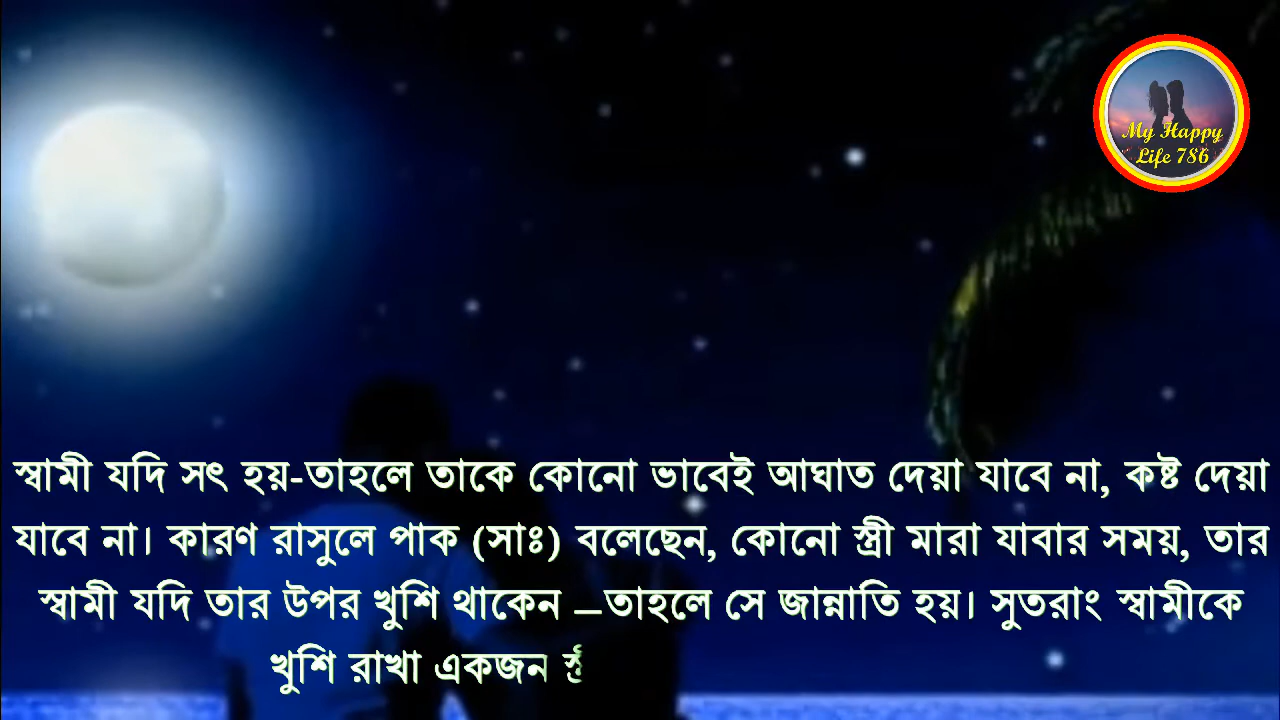 My Happy
Life 786
স্বামী যদি সৎ হয়-তাহলে তাকে কোনো ভাবেই আঘাত দেয়া যাবে না, কষ্ট দেয়া
যাবে না। কারণ রাসুলে পাক (সাঃ) বলেছেন, কোনো স্ত্রী মারা যাবার সময়, তার
স্বামী যদি তার উপর খুশি থাকেন –তাহলে সে জান্নাতি হয়। সুতরাং স্বামীকে
খুশি রাখা একজন